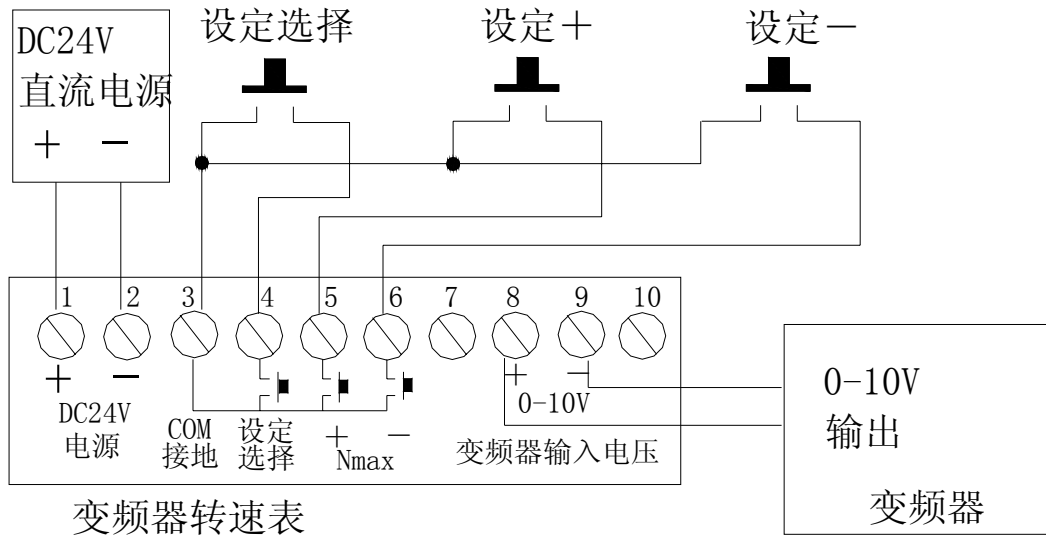 DC24V
直流电源
+ －
设定选择
设定＋
设定－
1 2 3 4 5 6 7 8 9 10
+ －
DC24V
电源
COM
接地
设定
选择
+ －
Nmax
+ －
0-10V
变频器输入电压
变频器转速表
0-10V
输出
变频器